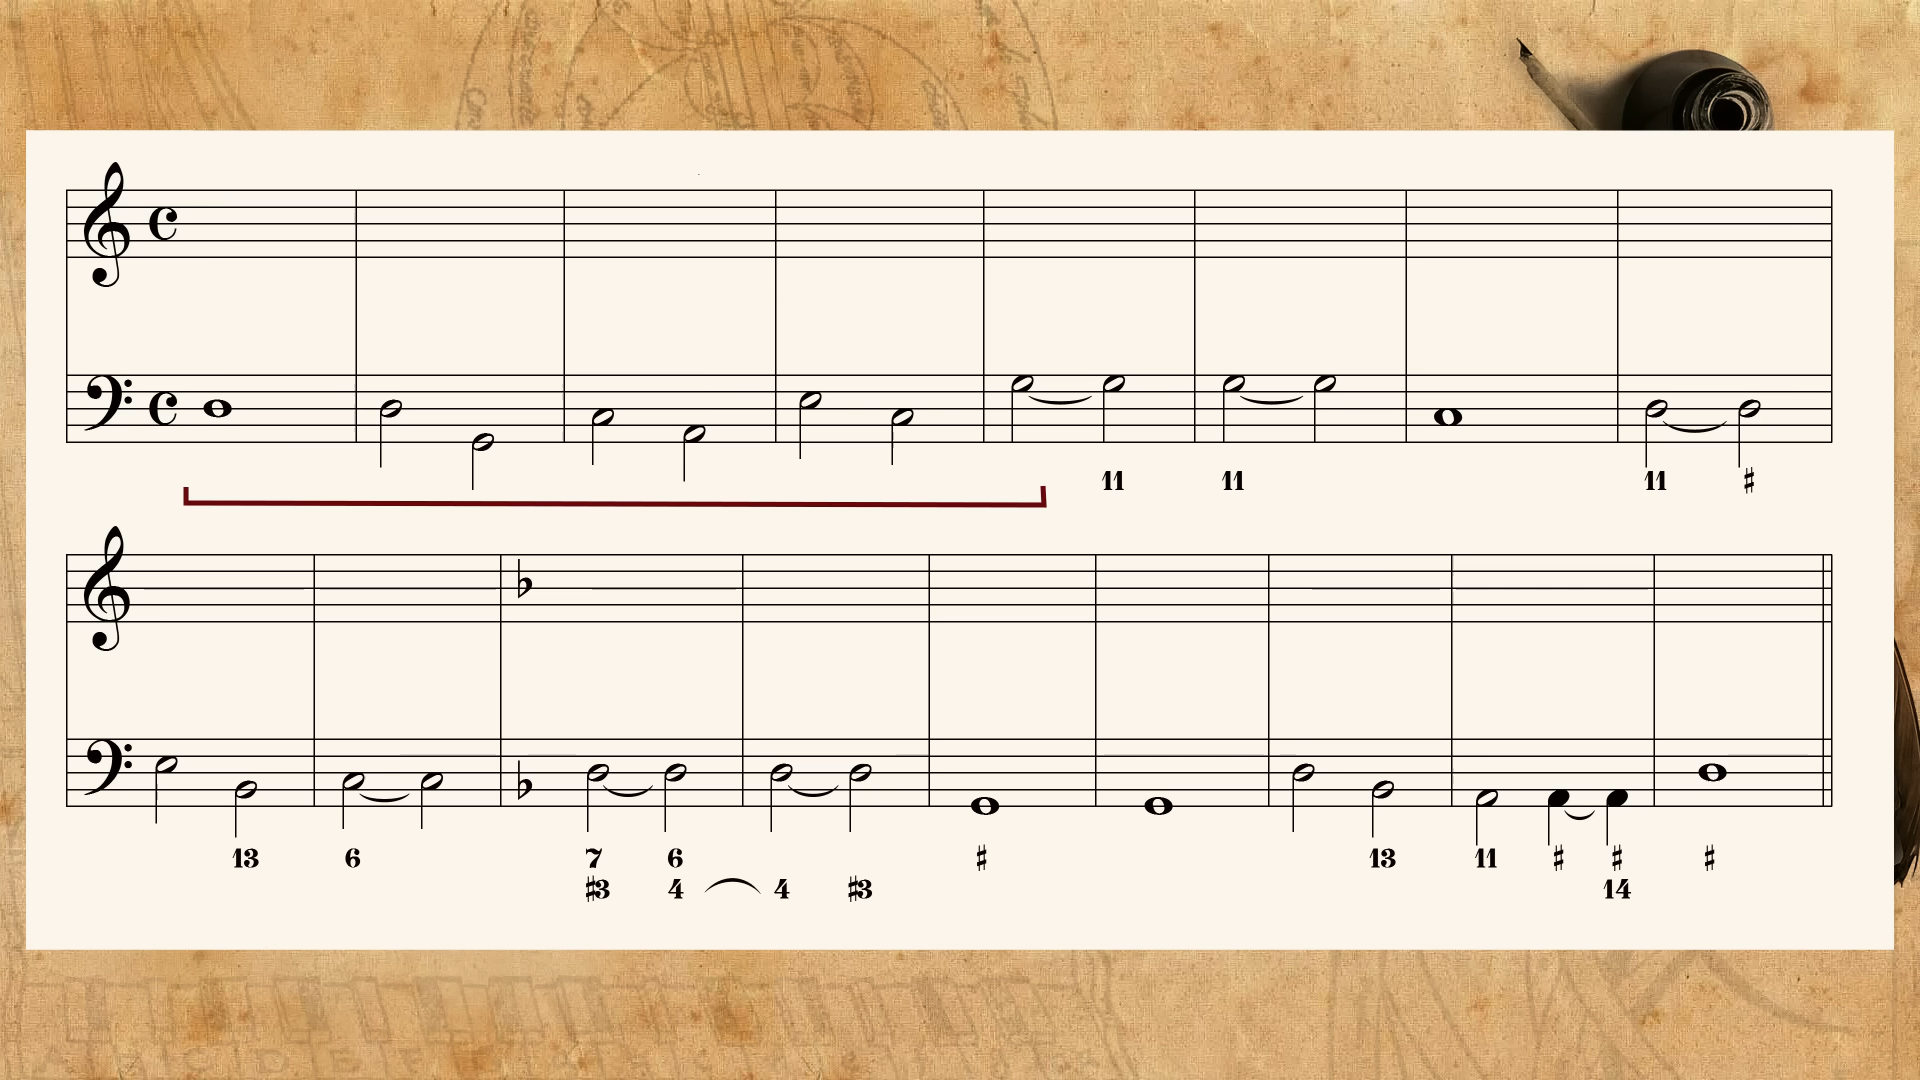 11 11 11 ♯
13 6 7 6 ♯ 13 11 ♯ ♯ ♯
♯3 4 4 ♯3 14